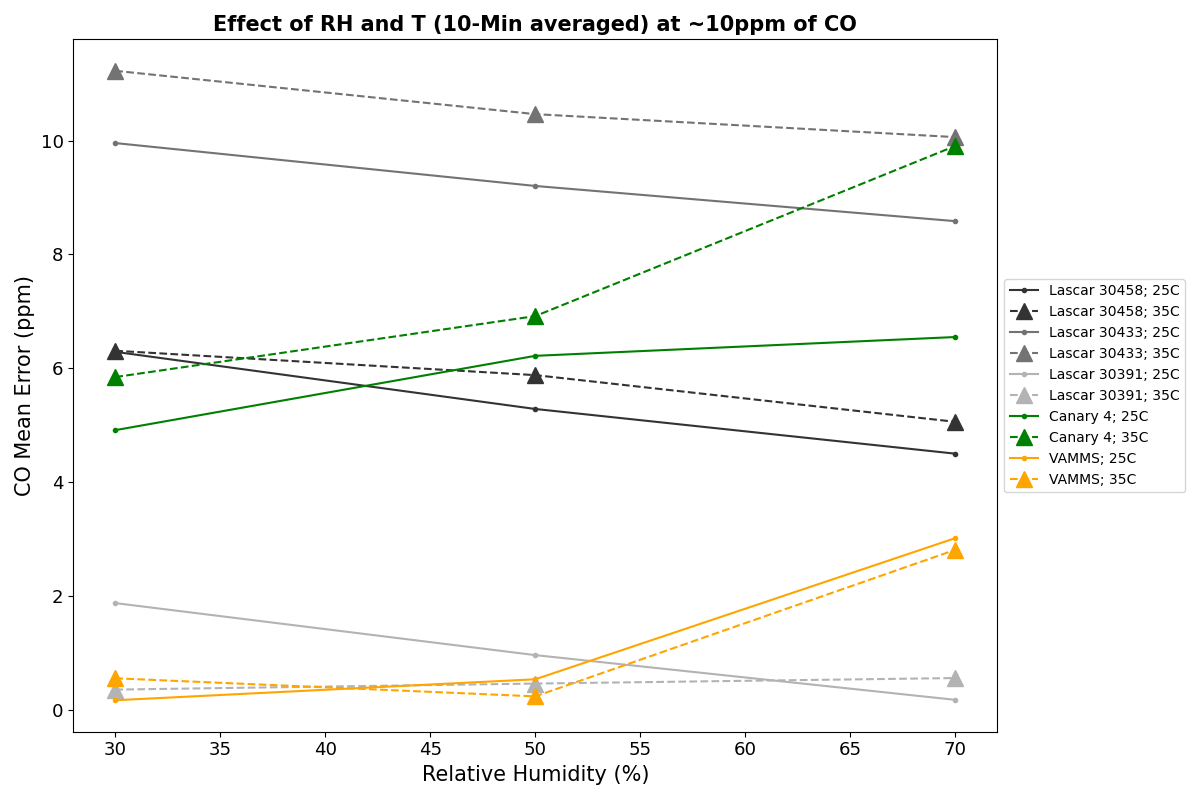 Effect of RH and T (10-Min averaged) at ~10ppm of CO
CO Mean Error (ppm)
10
8
6
4
2
0
30 35 40 45 50 55 60 65 70
Relative Humidity (%)
Lascar 30458; 25C
Lascar 30458; 35C
Lascar 30433; 25C
Lascar 30433; 35C
Lascar 30391; 25C
Lascar 30391; 35C
Canary 4; 25C
Canary 4; 35C
VAMMS; 25C
VAMMS; 35C